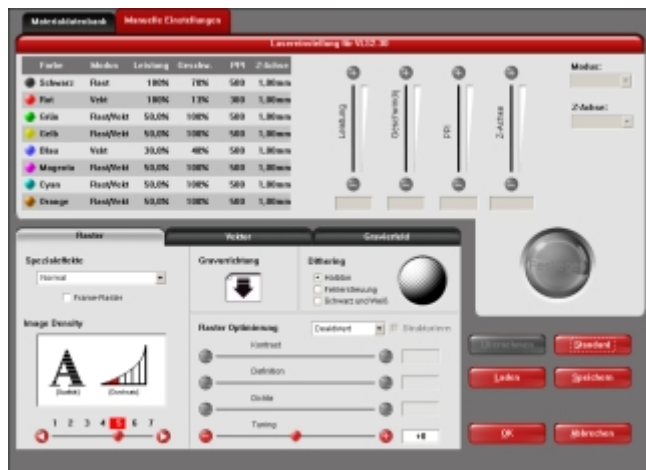 Materialdatenbank
Manuelle Einstellungen
Lasereinstellung für VLS2.30
Farbe Modus Leistung Geschw. PPI Z-Achse
Schwarz Rast 100% 70% 500 1,00mm
Rot Vekt 100% 13% 300 1,00mm
Grün Rast/Vekt 50,0% 100% 500 1,00mm
Gelb Rast/Vekt 50,0% 100% 500 1,00mm
Blau Vekt 30,0% 40% 500 1,00mm
Magenta Rast/Vekt 50,0% 100% 500 1,00mm
Cyan Rast/Vekt 50,0% 100% 500 1,00mm
Orange Rast/Vekt 50,0% 100% 500 1,00mm
Leistung
Geschwindg
PPI
Z-Achse
Modus:
Z-Achse:
Raster
Vektor
Gravierfeld
Spezialeffekte
Normal
Frame-Raster
Gravurrichtung
Dithering
Halbton
Fehlerstreuung
Schwarz und Weiß
Image Density
A
(Qualität)
(Durchsatz)
1 2 3 4 5 6 7
Raster Optimierung
Deaktiviert
Strukturieren
Kontrast
Definition
Dichte
Tuning
+0
Übernehmen
Standard
Laden
Speichern
OK
Abbrechen